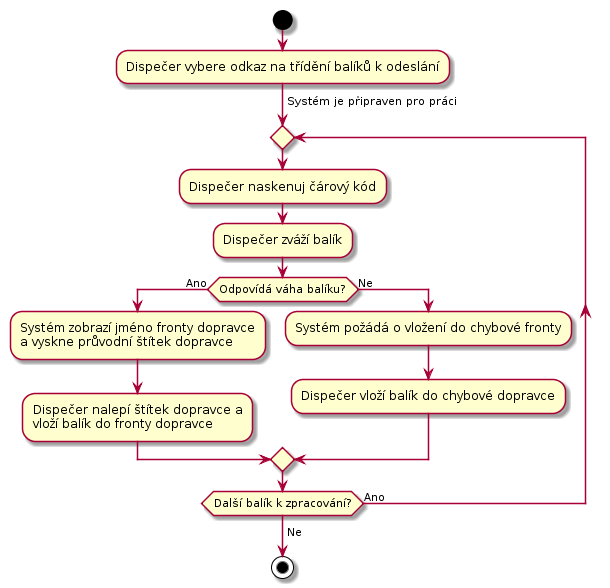 Dispečer vybere odkaz na třídění balíků k odeslání
Systém je připraven pro práci
Dispečer naskenuj čárový kód
Dispečer zváží balík
Odpovídá váha balíku?
Ano
Ne
Systém zobrazí jméno fronty dopravce
a vyskne průvodní štítek dopravce
Dispečer nalepí štítek dopravce a
vloží balík do fronty dopravce
Systém požádá o vložení do chybové fronty
Dispečer vloží balík do chybové dopravce
Další balík k zpracování?
Ano
Ne